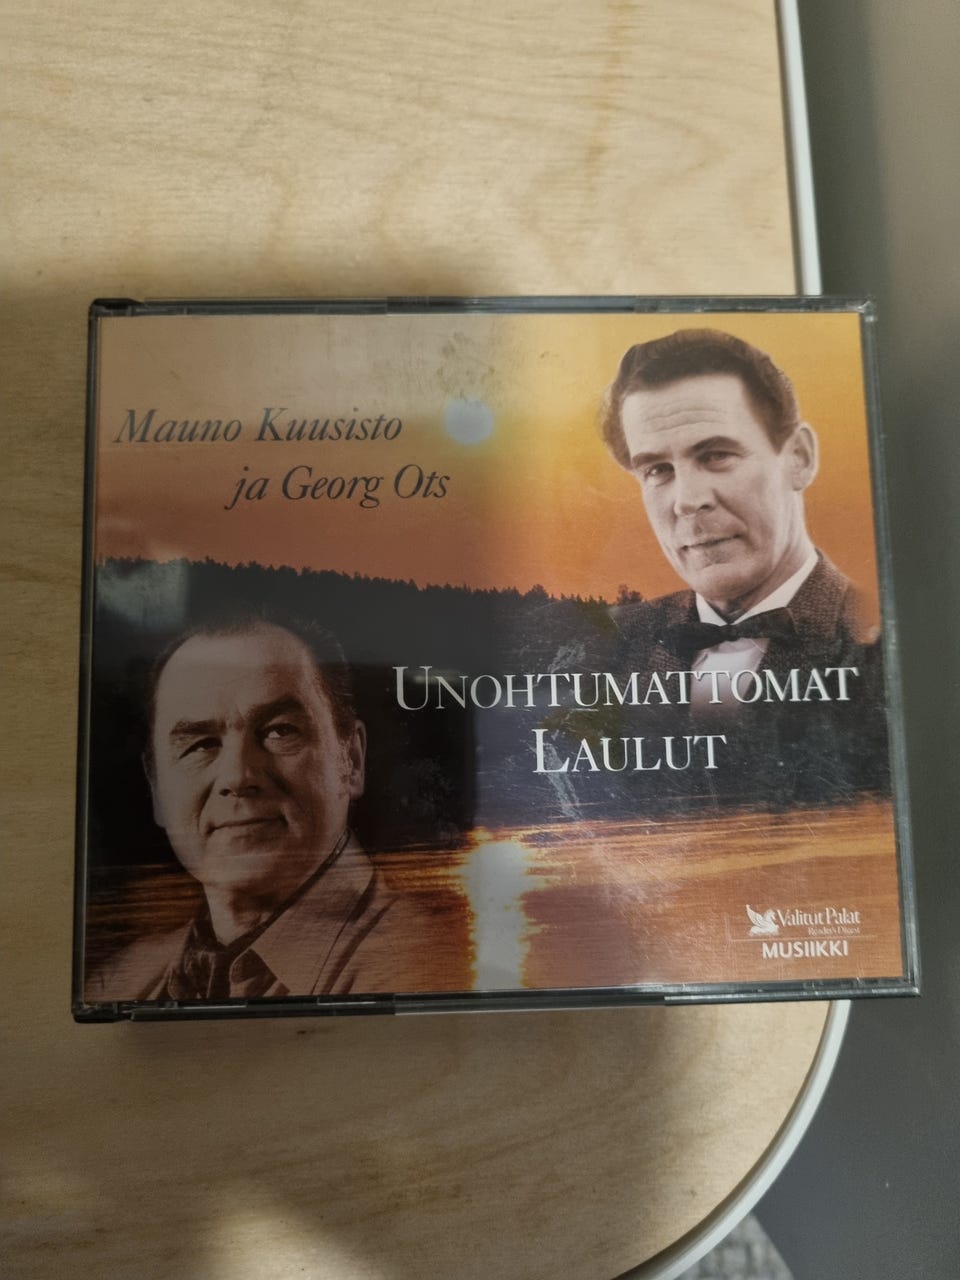 Mauno Kuusisto
ja Georg Ots
UNOHTUMATTOMAT
LAULUT
Valitut Palat
Reader's Digest
MUSIIKKI